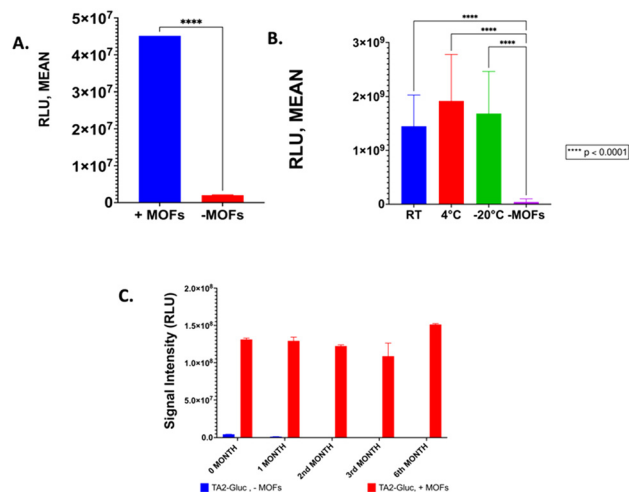 A.
RLU, MEAN
5×10⁷
4×10⁷
3×10⁷
2×10⁷
1×10⁷
0
****
+ MOFs
-MOFs
B.
RLU, MEAN
3×10⁹
2×10⁹
1×10⁹
0
****
****
****
RT
4°C
-20°C
-MOFs
**** p < 0.0001
C.
Signal Intensity (RLU)
2.0×10⁸
1.5×10⁸
1.0×10⁸
5.0×10⁷
0.0
0 MONTH
1 MONTH
2nd MONTH
3rd MONTH
6th MONTH
TA2-Gluc , - MOFs
TA2-Gluc, + MOFs